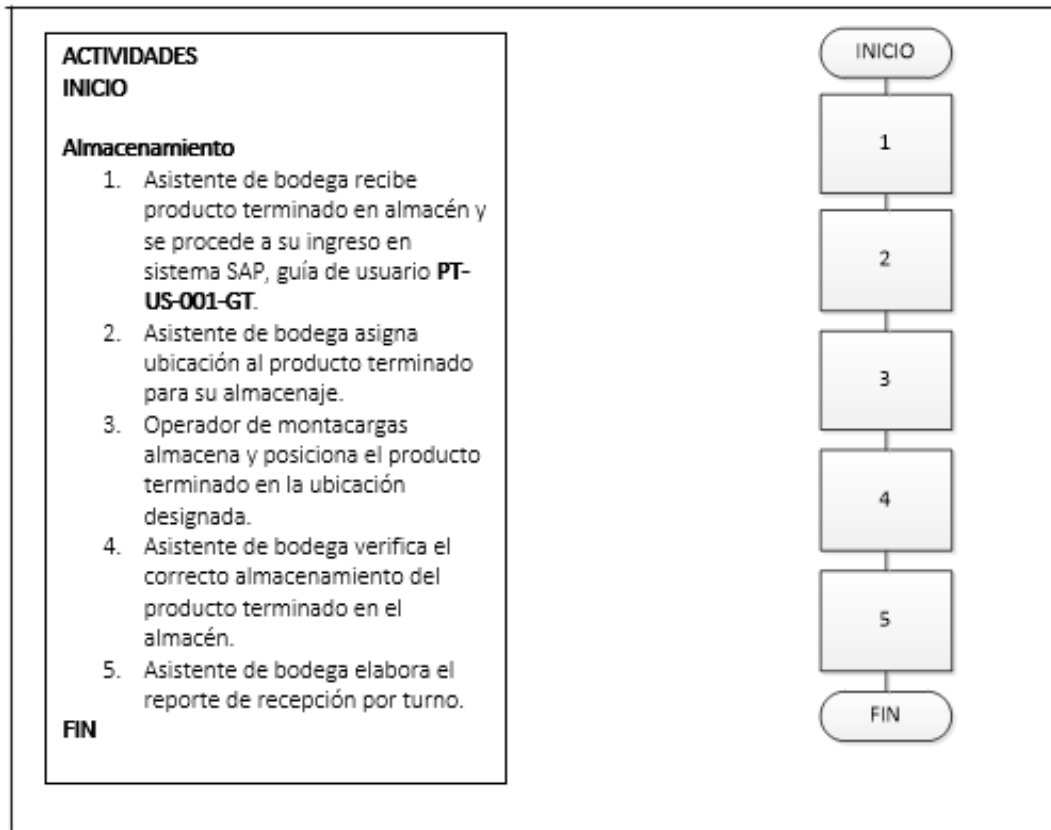 ACTIVIDADES
INICIO
Almacenamiento
1. Asistente de bodega recibe
producto terminado en almacén y
se procede a su ingreso en
sistema SAP, guía de usuario PT-
US-001-GT.
2. Asistente de bodega asigna
ubicación al producto terminado
para su almacenaje.
3. Operador de montacargas
almacena y posiciona el producto
terminado en la ubicación
designada.
4. Asistente de bodega verifica el
correcto almacenamiento del
producto terminado en el
almacén.
5. Asistente de bodega elabora el
reporte de recepción por turno.
FIN
INICIO
1
2
3
4
5
FIN